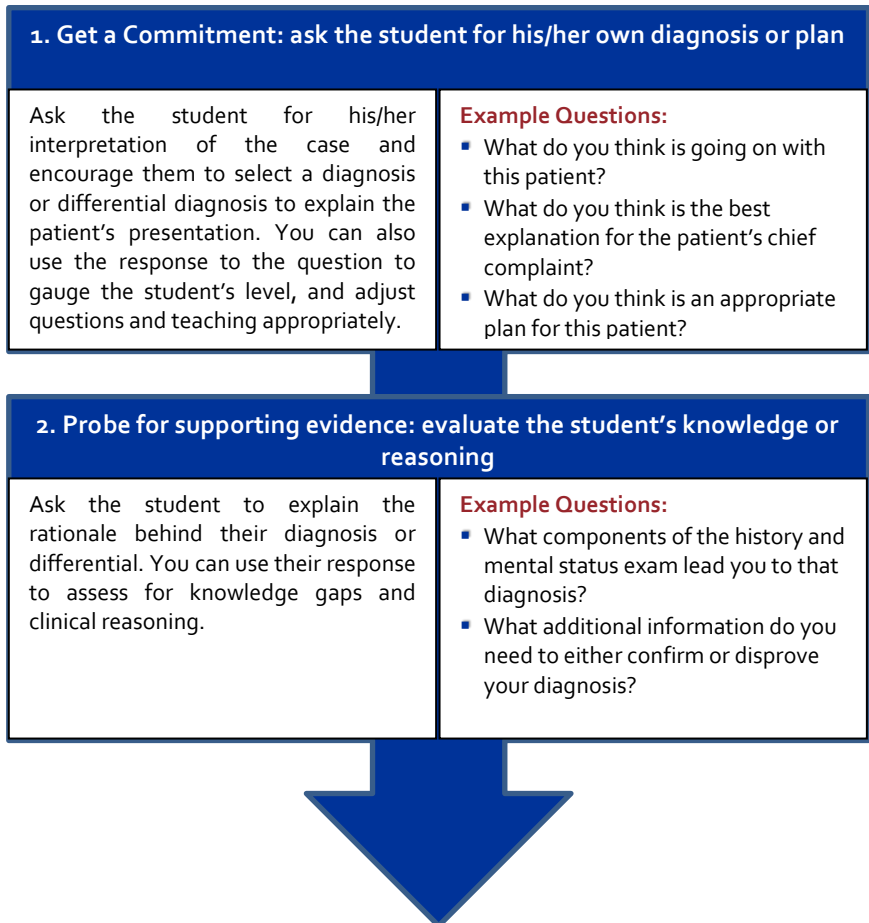 1. Get a Commitment: ask the student for his/her own diagnosis or plan
Ask the student for his/her
interpretation of the case and
encourage them to select a diagnosis
or differential diagnosis to explain the
patient's presentation. You can also
use the response to the question to
gauge the student's level, and adjust
questions and teaching appropriately.
Example Questions:
▪ What do you think is going on with
this patient?
▪ What do you think is the best
explanation for the patient's chief
complaint?
▪ What do you think is an appropriate
plan for this patient?
2. Probe for supporting evidence: evaluate the student's knowledge or
reasoning
Ask the student to explain the
rationale behind their diagnosis or
differential. You can use their response
to assess for knowledge gaps and
clinical reasoning.
Example Questions:
▪ What components of the history and
mental status exam lead you to that
diagnosis?
▪ What additional information do you
need to either confirm or disprove
your diagnosis?